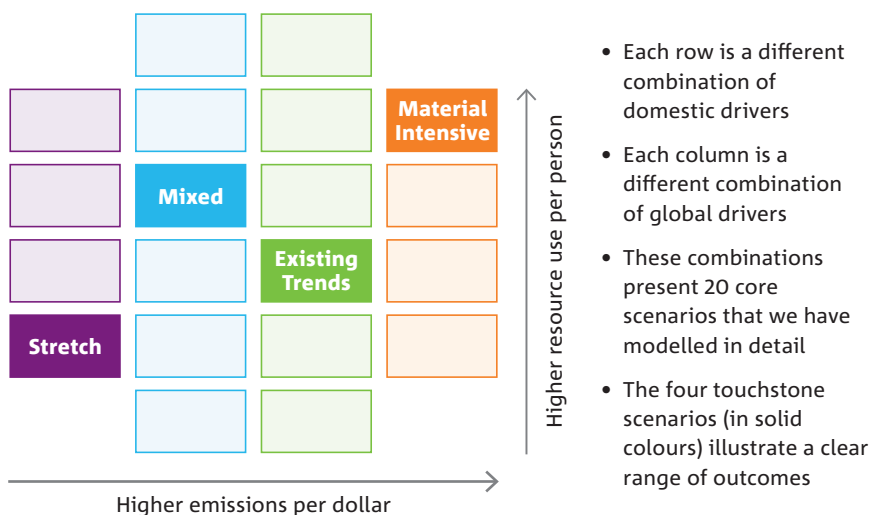 Material
Intensive
Mixed
Existing
Trends
Stretch
Higher resource use per person
Higher emissions per dollar
• Each row is a different
combination of
domestic drivers
• Each column is a
different combination
of global drivers
• These combinations
present 20 core
scenarios that we have
modelled in detail
• The four touchstone
scenarios (in solid
colours) illustrate a clear
range of outcomes